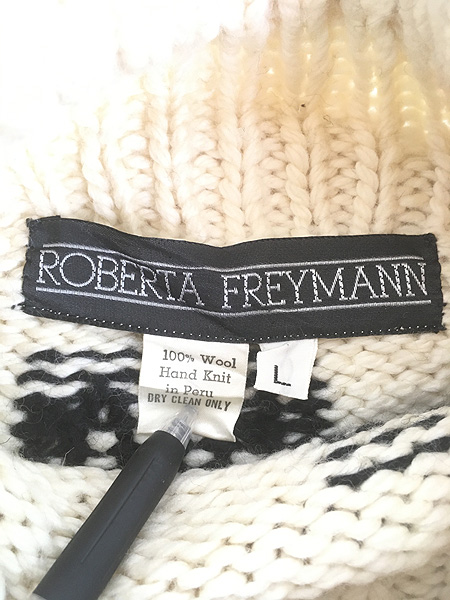 ROBERTA FREYMANN
100% Wool
Hand Knit
in Peru
DRY CLEAN ONLY
L